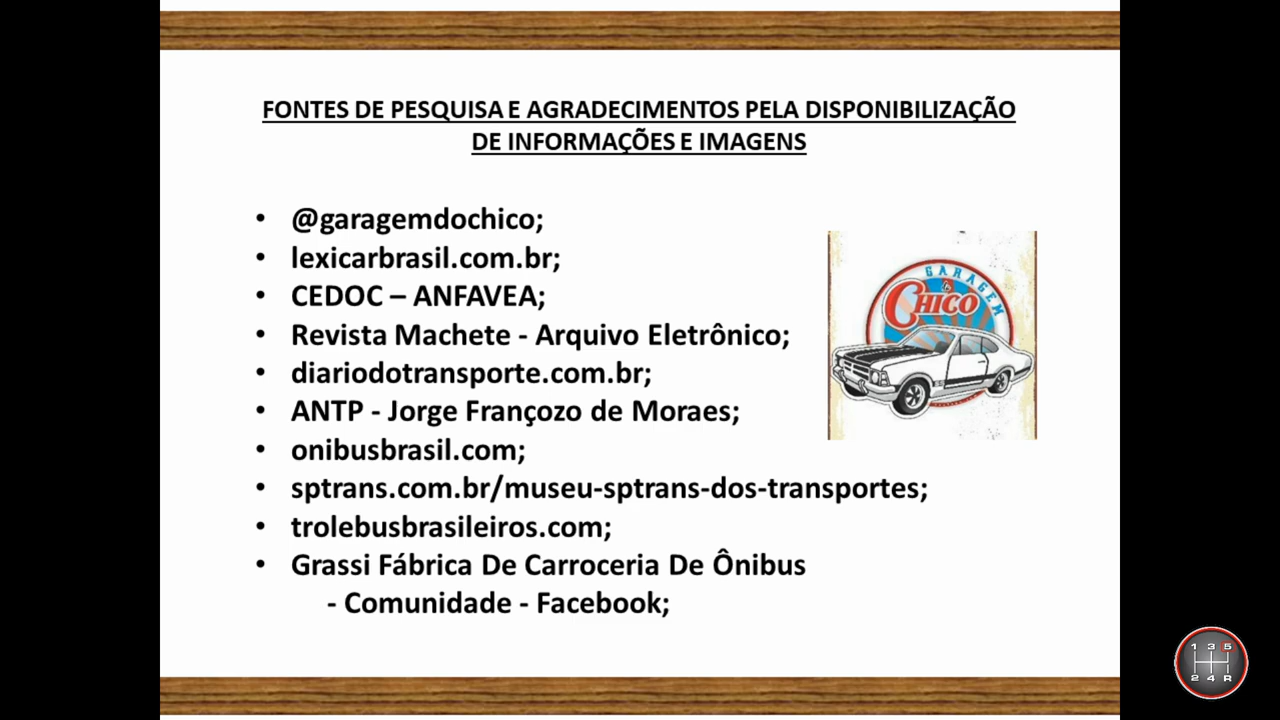 FONTES DE PESQUISA E AGRADECIMENTOS PELA DISPONIBILIZAÇÃO
DE INFORMAÇÕES E IMAGENS
• @garagemdochico;
• lexicarbrasil.com.br;
• CEDOC – ANFAVEA;
• Revista Machete - Arquivo Eletrônico;
• diariodotransporte.com.br;
• ANTP - Jorge Françozo de Moraes;
• onibusbrasil.com;
• sptrans.com.br/museu-sptrans-dos-transportes;
• trolebusbrasileiros.com;
• Grassi Fábrica De Carroceria De Ônibus
- Comunidade - Facebook;
GARAGEM
do
CHICO
1 3 5
2 4 R